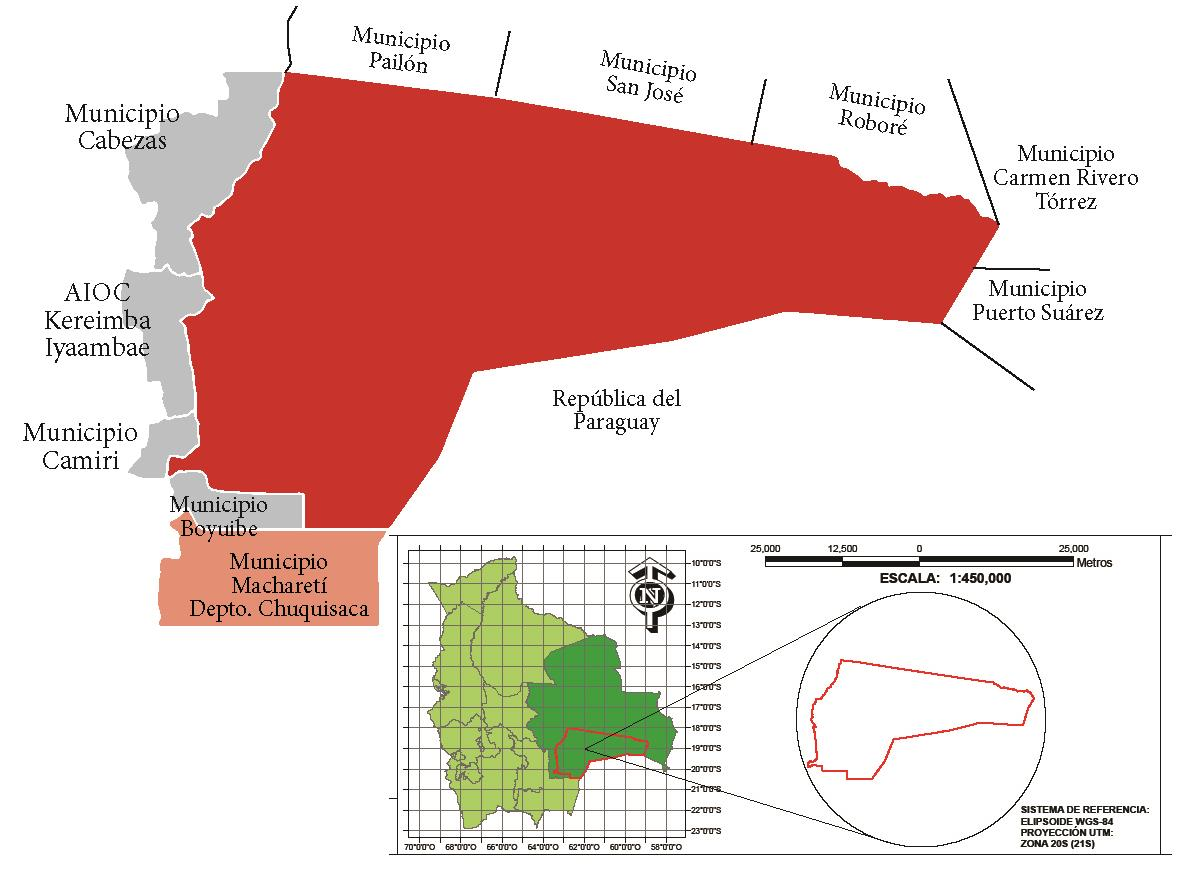 Municipio
Pailón
Municipio
San José
Municipio
Roboré
Municipio
Cabezas
Municipio
Carmen Rivero
Tórrez
AIOC
Kereimba
Iyaambae
Municipio
Puerto Suárez
República del
Paraguay
Municipio
Camiri
Municipio
Boyuibe
Municipio
Macharetí
Depto. Chuquisaca
25,000 12,500 0 25,000
Metros
ESCALA: 1:450,000
N
10°0'0"S
11°0'0"S
12°0'0"S
13°0'0"S
14°0'0"S
15°0'0"S
16°0'0"S
17°0'0"S
18°0'0"S
19°0'0"S
20°0'0"S
21°0'0"S
22°0'0"S
23°0'0"S
70°0'0"O 68°0'0"O 66°0'0"O 64°0'0"O 62°0'0"O 60°0'0"O 58°0'0"O
SISTEMA DE REFERENCIA:
ELIPSOIDE WGS-84
PROYECCIÓN UTM:
ZONA 20S (21S)